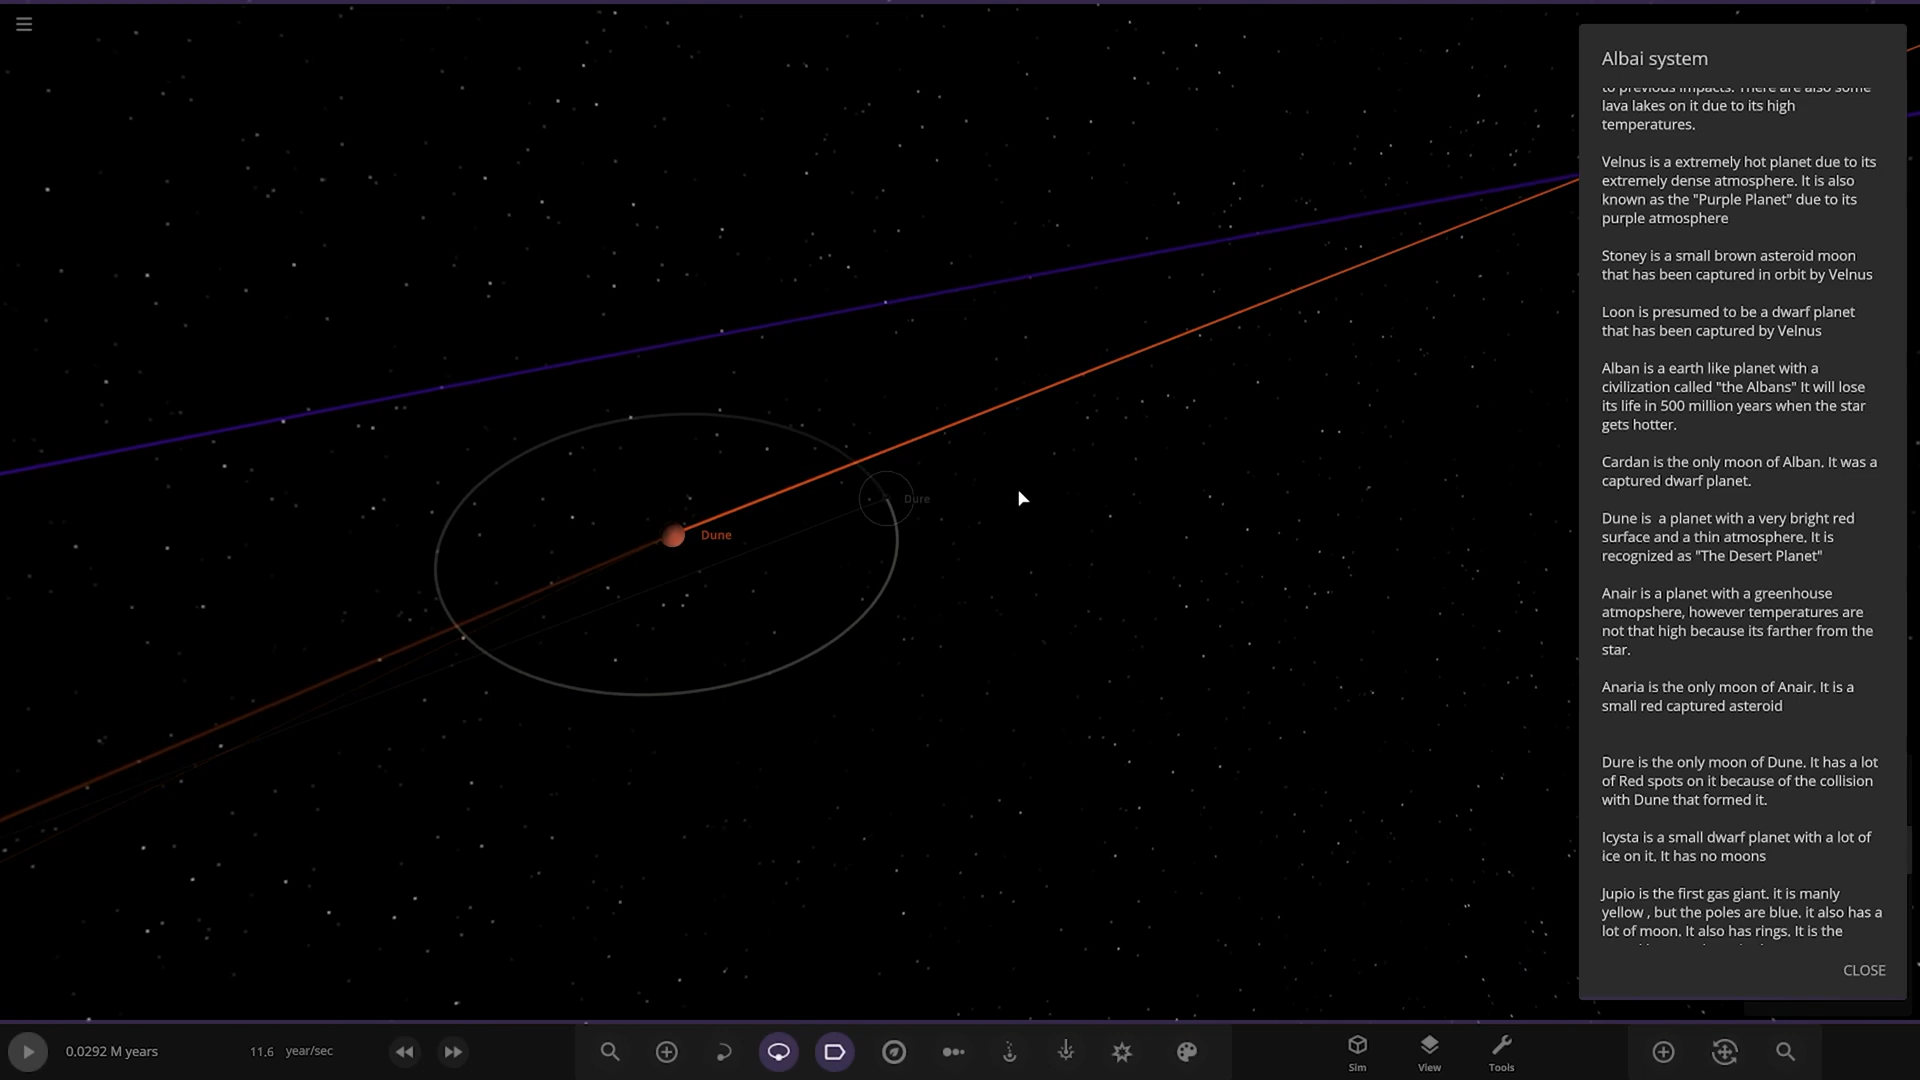 Albai system
to previous impacts. There are also some
lava lakes on it due to its high
temperatures.
Velnus is a extremely hot planet due to its
extremely dense atmosphere. It is also
known as the "Purple Planet" due to its
purple atmosphere
Stoney is a small brown asteroid moon
that has been captured in orbit by Velnus
Loon is presumed to be a dwarf planet
that has been captured by Velnus
Alban is a earth like planet with a
civilization called "the Albans" It will lose
its life in 500 million years when the star
gets hotter.
Cardan is the only moon of Alban. It was a
captured dwarf planet.
Dune is  a planet with a very bright red
surface and a thin atmosphere. It is
recognized as "The Desert Planet"
Anair is a planet with a greenhouse
atmopshere, however temperatures are
not that high because its farther from the
star.
Anaria is the only moon of Anair. It is a
small red captured asteroid
Dure is the only moon of Dune. It has a lot
of Red spots on it because of the collision
with Dune that formed it.
Icysta is a small dwarf planet with a lot of
ice on it. It has no moons
Jupio is the first gas giant. it is manly
yellow , but the poles are blue. it also has a
lot of moon. It also has rings. It is the
CLOSE
Dure
Dune
0.0292 M years
11.6 year/sec
Sim
View
Tools